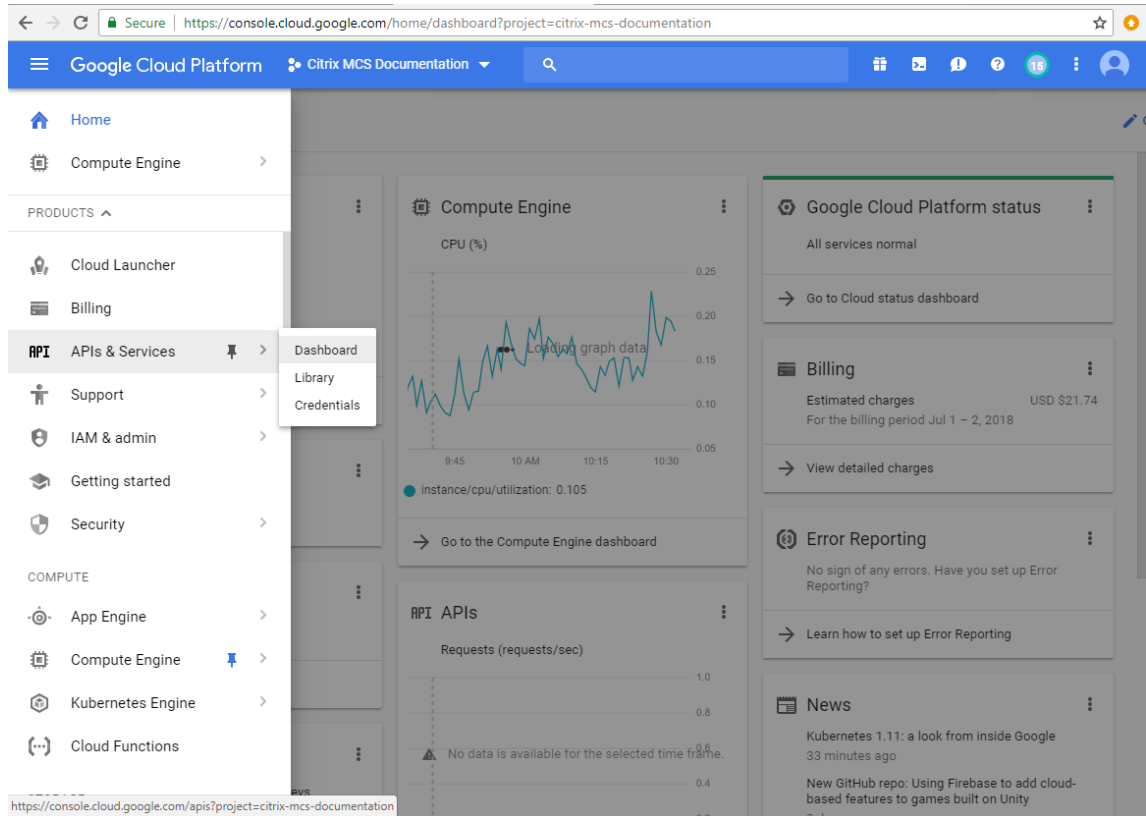 Secure | https://console.cloud.google.com/home/dashboard?project=citrix-mcs-documentation
Google Cloud Platform Citrix MCS Documentation 15
Home
Compute Engine
PRODUCTS
Cloud Launcher
Billing
API APIs & Services
Support
IAM & admin
Getting started
Security
COMPUTE
App Engine
Compute Engine
Kubernetes Engine
Cloud Functions
https://console.cloud.google.com/apis?project=citrix-mcs-documentation
Dashboard
Library
Credentials
Compute Engine
CPU (%)
0.25
0.20
Loading graph data
0.15
0.10
0.05
9:45 10 AM 10:15 10:30
instance/cpu/utilization: 0.105
Go to the Compute Engine dashboard
API APIs
Requests (requests/sec)
1.0
0.8
No data is available for the selected time frame.
0.6
0.4
Google Cloud Platform status
All services normal
Go to Cloud status dashboard
Billing
Estimated charges USD $21.74
For the billing period Jul 1 – 2, 2018
View detailed charges
Error Reporting
No sign of any errors. Have you set up Error
Reporting?
Learn how to set up Error Reporting
News
Kubernetes 1.11: a look from inside Google
33 minutes ago
New GitHub repo: Using Firebase to add cloud-
based features to games built on Unity